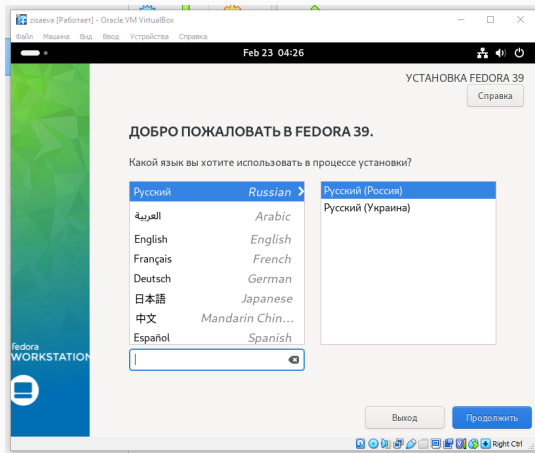 zisaeva [Работает] - Oracle VM VirtualBox
Файл Машина Вид Ввод Устройства Справка
Feb 23 04:26
УСТАНОВКА FEDORA 39
Справка
ДОБРО ПОЖАЛОВАТЬ В FEDORA 39.
Какой язык вы хотите использовать в процессе установки?
Русский Russian
العربية Arabic
English English
Français French
Deutsch German
日本語 Japanese
中文 Mandarin Chin...
Español Spanish
Русский (Россия)
Русский (Украина)
fedora
WORKSTATION
Выход
Продолжить
Right Ctrl